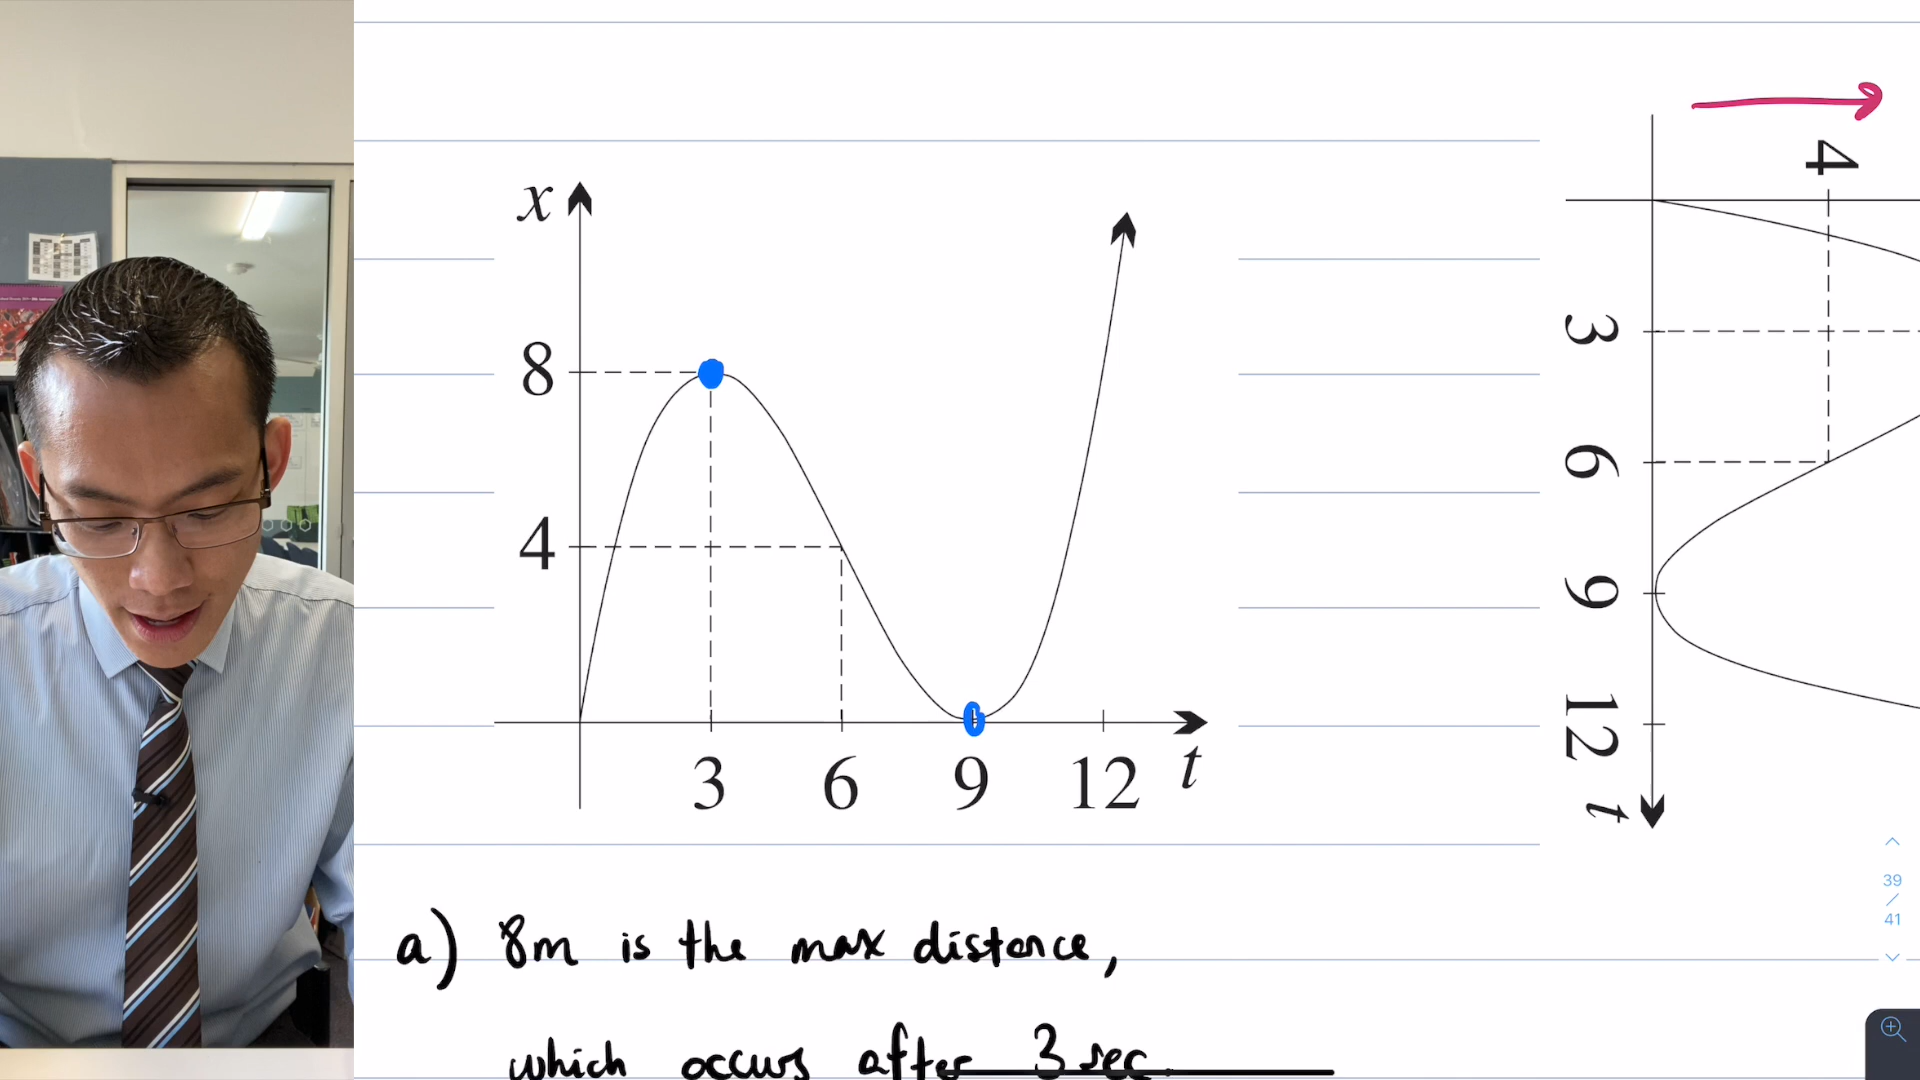 x
8
4
3 6 9 12 t
4
3
6
9
12
t
a) 8m is the max distance,
which occurs after 3 sec.
39
/
41